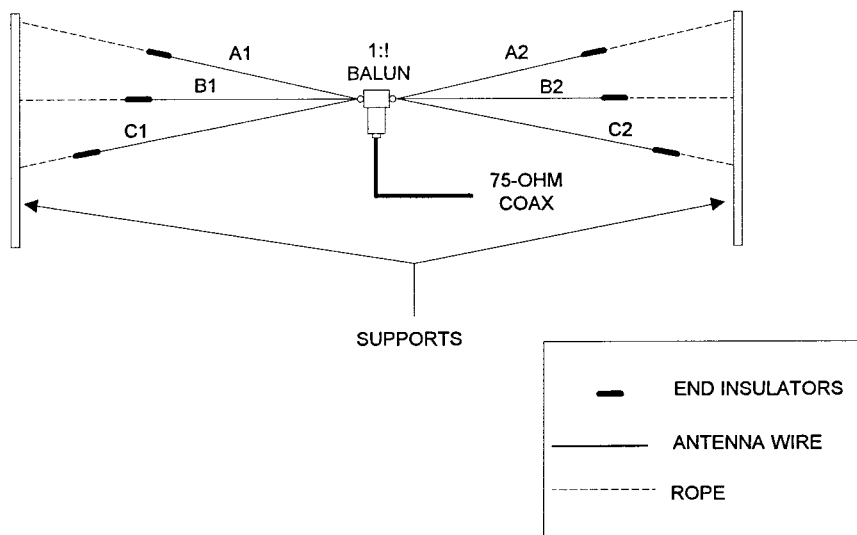 1:!
BALUN
A1
A2
B1
B2
C1
C2
75-OHM
COAX
SUPPORTS
END INSULATORS
ANTENNA WIRE
ROPE